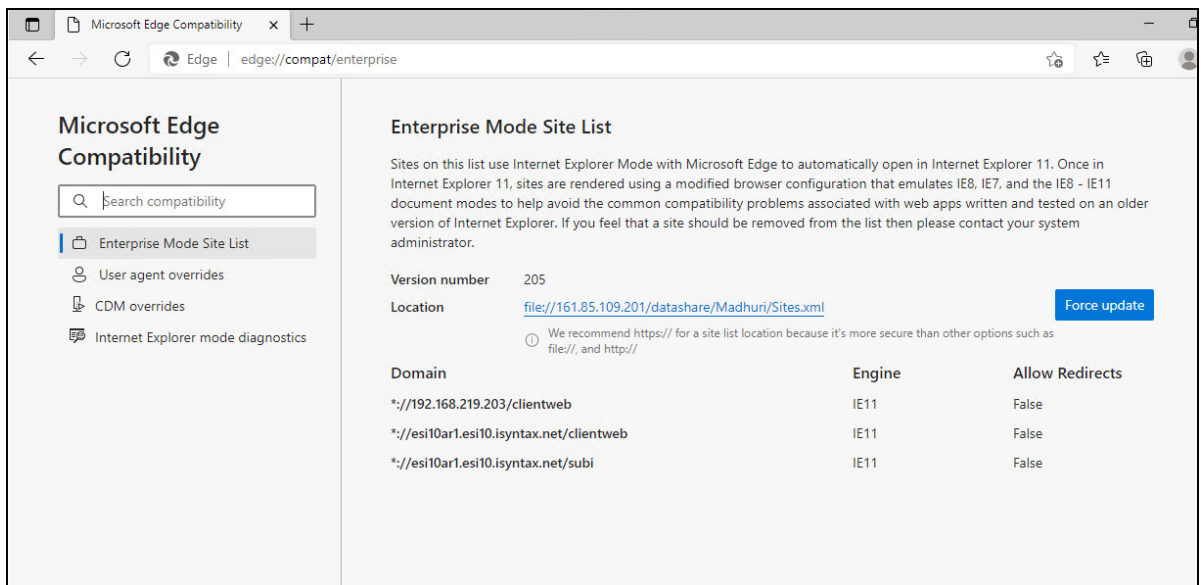 Microsoft Edge Compatibility
Edge | edge://compat/enterprise
Microsoft Edge
Compatibility
Search compatibility
Enterprise Mode Site List
User agent overrides
CDM overrides
Internet Explorer mode diagnostics
Enterprise Mode Site List
Sites on this list use Internet Explorer Mode with Microsoft Edge to automatically open in Internet Explorer 11. Once in
Internet Explorer 11, sites are rendered using a modified browser configuration that emulates IE8, IE7, and the IE8 - IE11
document modes to help avoid the common compatibility problems associated with web apps written and tested on an older
version of Internet Explorer. If you feel that a site should be removed from the list then please contact your system
administrator.
Version number 205
Location file://161.85.109.201/datashare/Madhuri/Sites.xml Force update
We recommend https:// for a site list location because it's more secure than other options such as
file://, and http://
Domain Engine Allow Redirects
*://192.168.219.203/clientweb IE11 False
*://esi10ar1.esi10.isyntax.net/clientweb IE11 False
*://esi10ar1.esi10.isyntax.net/subi IE11 False